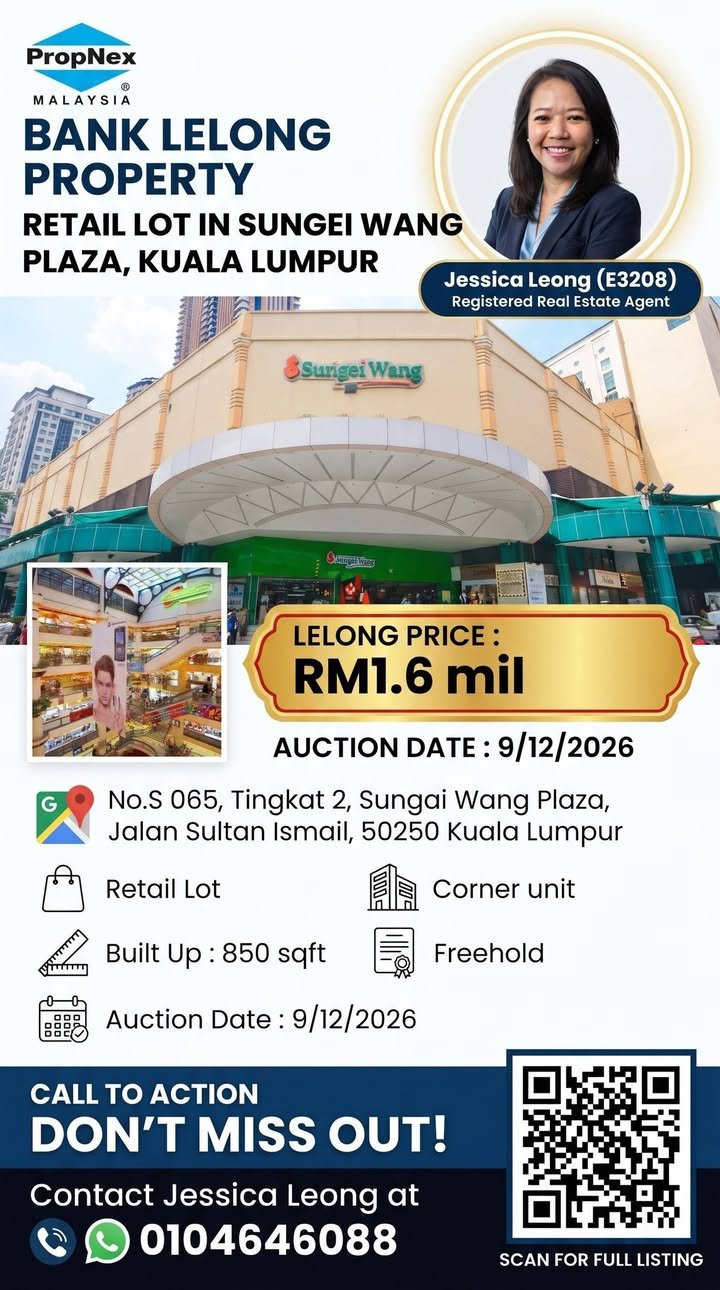 PropNex
®
MALAYSIA
BANK LELONG
PROPERTY
RETAIL LOT IN SUNGEI WANG
PLAZA, KUALA LUMPUR
Jessica Leong (E3208)
Registered Real Estate Agent
Sungei Wang
Sungei Wang
LELONG PRICE :
RM1.6 mil
AUCTION DATE : 9/12/2026
G
No.S 065, Tingkat 2, Sungai Wang Plaza,
Jalan Sultan Ismail, 50250 Kuala Lumpur
Retail Lot
Corner unit
Built Up : 850 sqft
Freehold
Auction Date : 9/12/2026
CALL TO ACTION
DON'T MISS OUT!
Contact Jessica Leong at
0104646088
SCAN FOR FULL LISTING